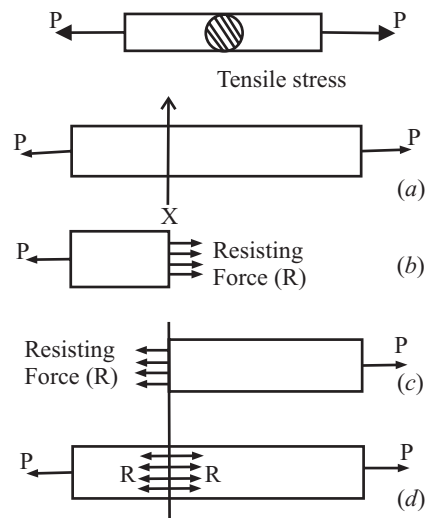 P P
Tensile stress
P P
(a)
X
P Resisting
Force (R) (b)
Resisting
Force (R) P
(c)
P R R P
(d)